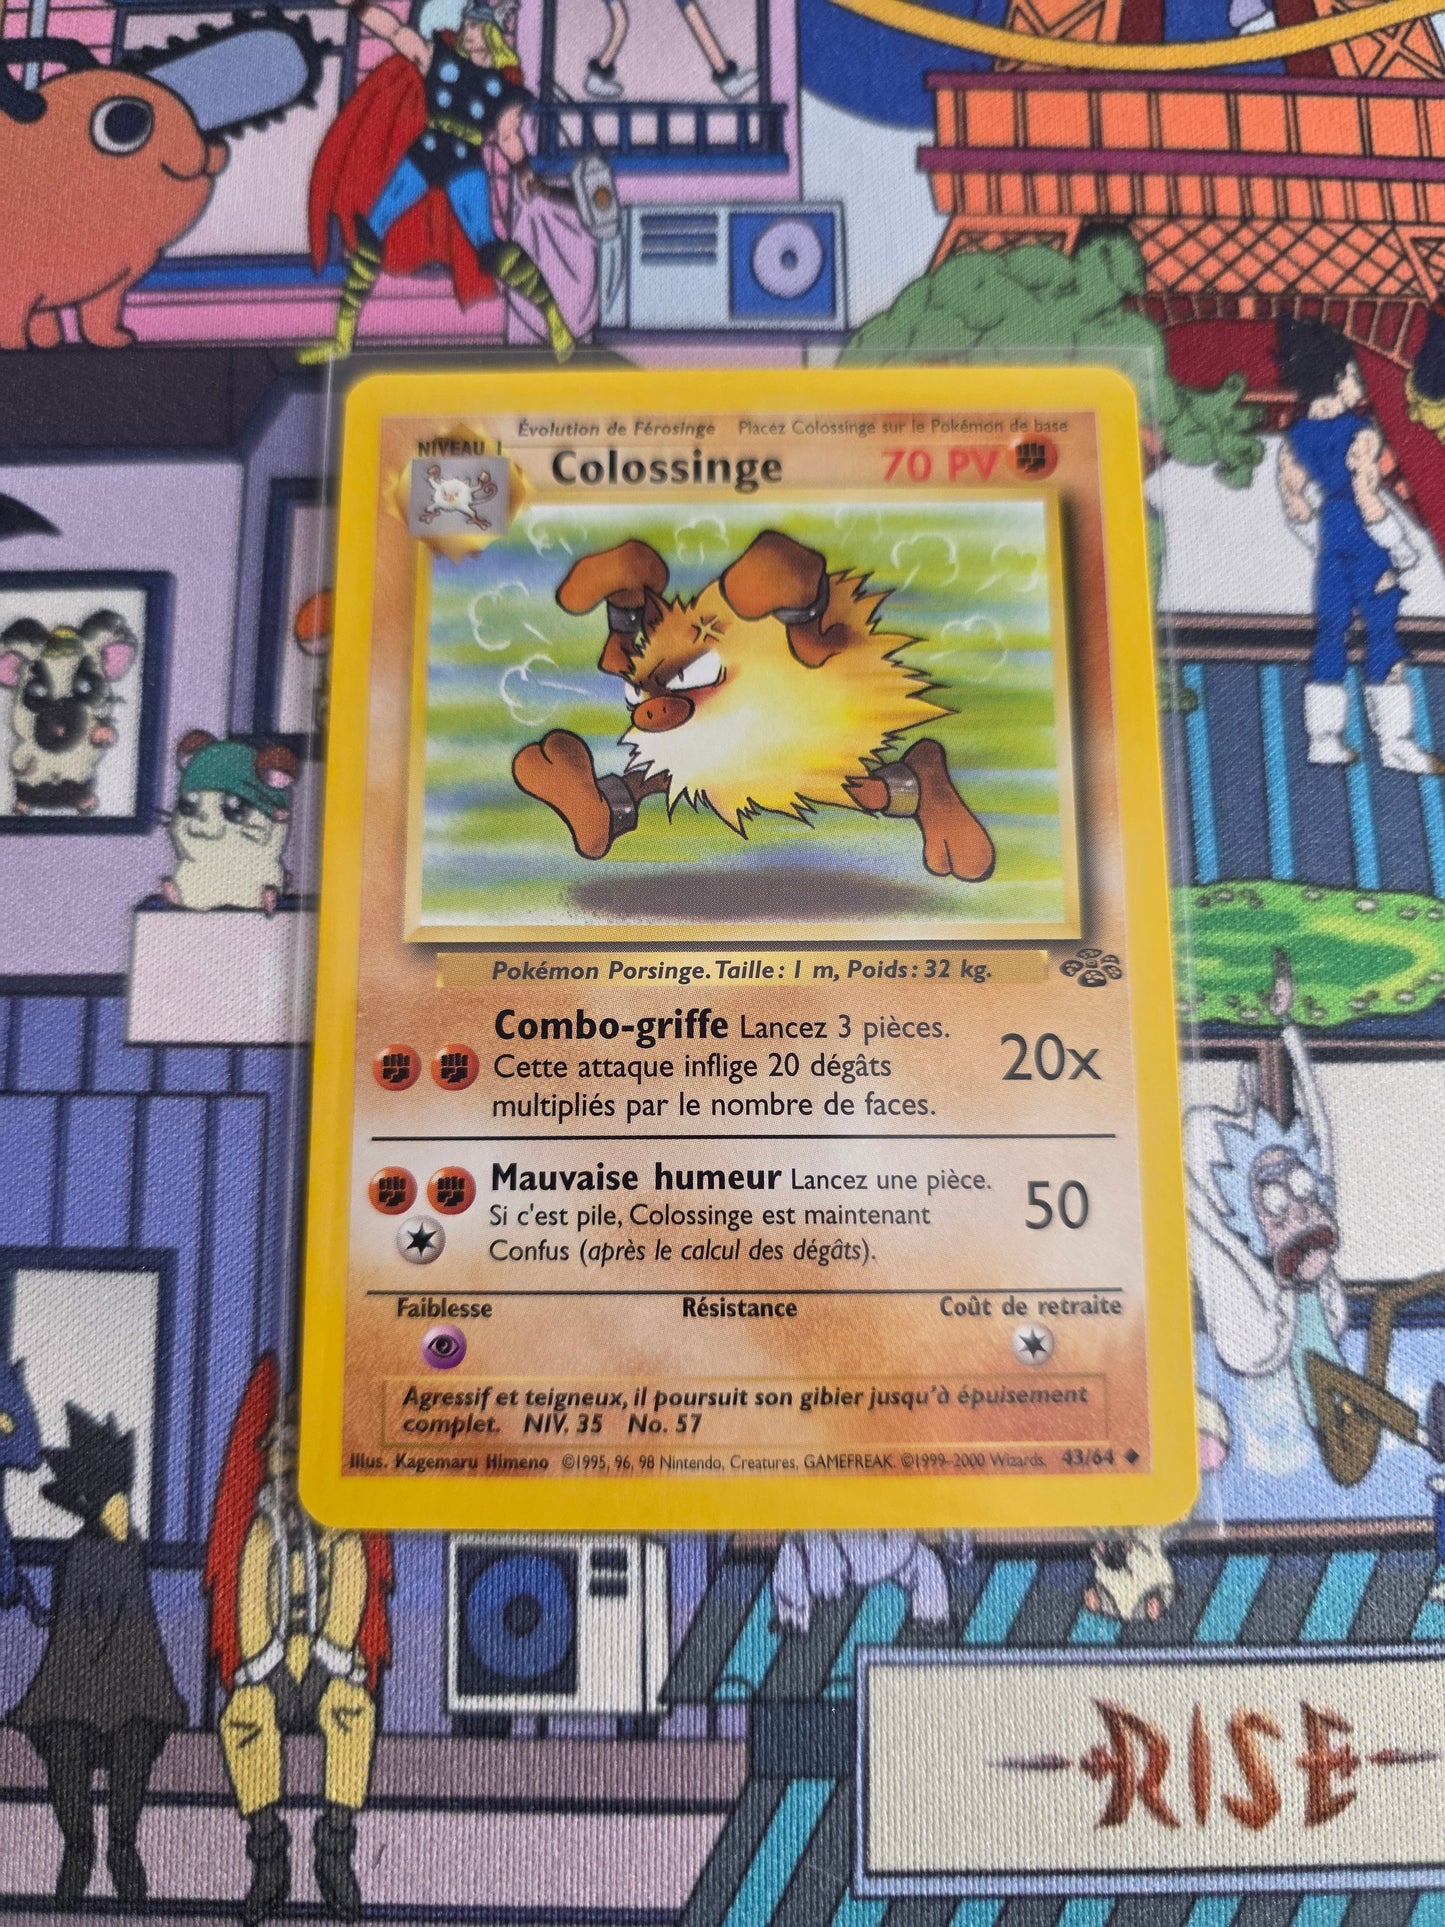 Évolution de Férosinge Placez Colossinge sur le Pokémon de base
NIVEAU 1
Colossinge 70 PV
Pokémon Porsinge. Taille : 1 m, Poids : 32 kg.
Combo-griffe Lancez 3 pièces.
Cette attaque inflige 20 dégâts
multipliés par le nombre de faces.
20x
Mauvaise humeur Lancez une pièce.
Si c'est pile, Colossinge est maintenant
Confus (après le calcul des dégâts).
50
Faiblesse Résistance Coût de retraite
Agressif et teigneux, il poursuit son gibier jusqu'à épuisement
complet. NIV. 35 No. 57
Illus. Kagemaru Himeno ©1995, 96, 98 Nintendo, Creatures, GAMEFREAK. ©1999-2000 Wizards. 43/64
RISE